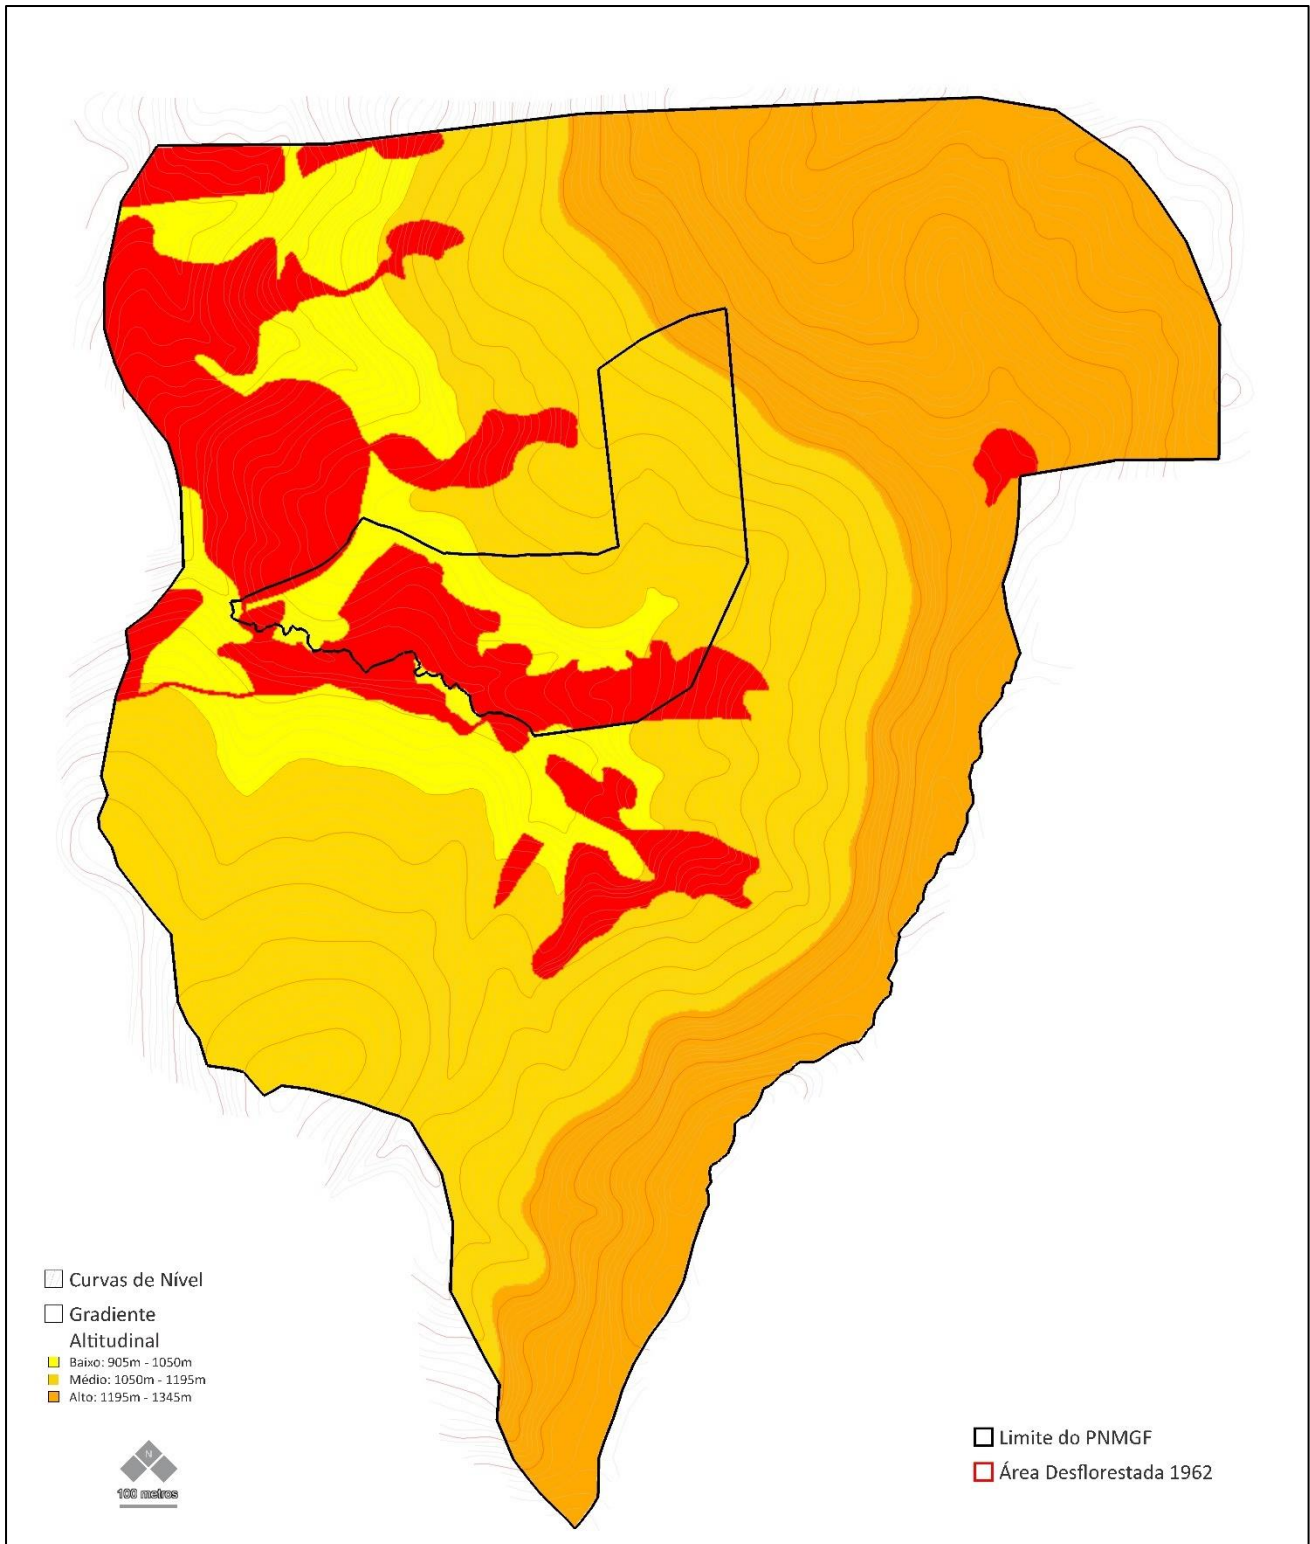 Curvas de Nível
Gradiente
Altitudinal
Baixo: 905m - 1050m
Médio: 1050m - 1195m
Alto: 1195m - 1345m
N
100 metros
Limite do PNMGF
Área Desflorestada 1962